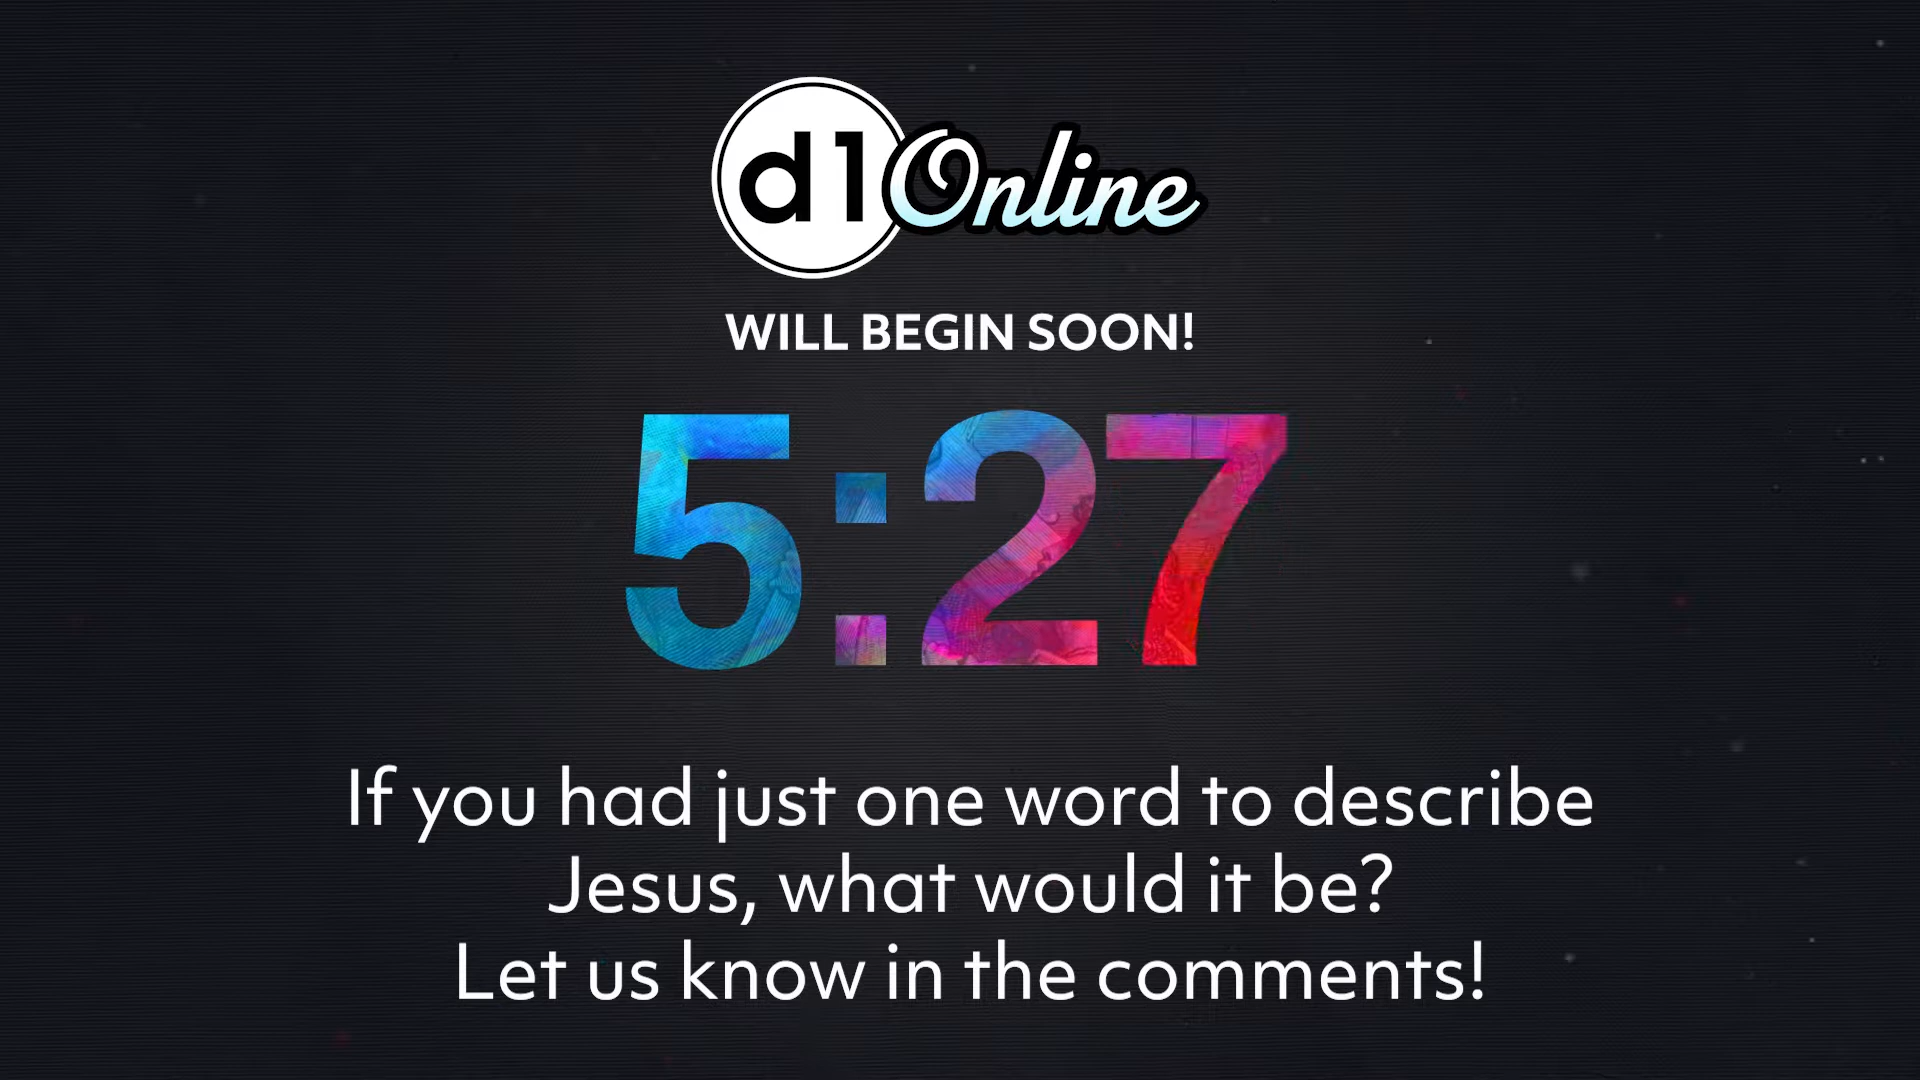 d1 Online
WILL BEGIN SOON!
5:27
If you had just one word to describe
Jesus, what would it be?
Let us know in the comments!